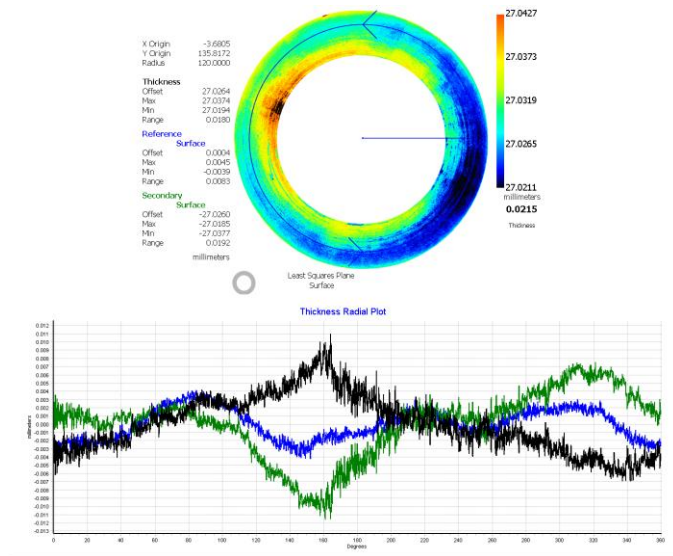 X Origin -3.6805
Y Origin 135.8172
Radius 120.0000
Thickness
Offset 27.0264
Max 27.0374
Min 27.0194
Range 0.0180
Reference
Surface
Offset 0.0004
Max 0.0045
Min -0.0039
Range 0.0083
Secondary
Surface
Offset -27.0260
Max -27.0185
Min -27.0377
Range 0.0192
millimeters
27.0427
27.0373
27.0319
27.0265
27.0211
millimeters
0.0215
Thickness
Least Squares Plane
Surface
Thickness Radial Plot
0.012
0.011
0.010
0.009
0.008
0.007
0.006
0.005
0.004
0.003
0.002
0.001
0.000
-0.001
-0.002
-0.003
-0.004
-0.005
-0.006
-0.007
-0.008
-0.009
-0.010
-0.011
-0.012
-0.013
millimeters
0 20 40 60 80 100 120 140 160 180 200 220 240 260 280 300 320 340 360
Degrees